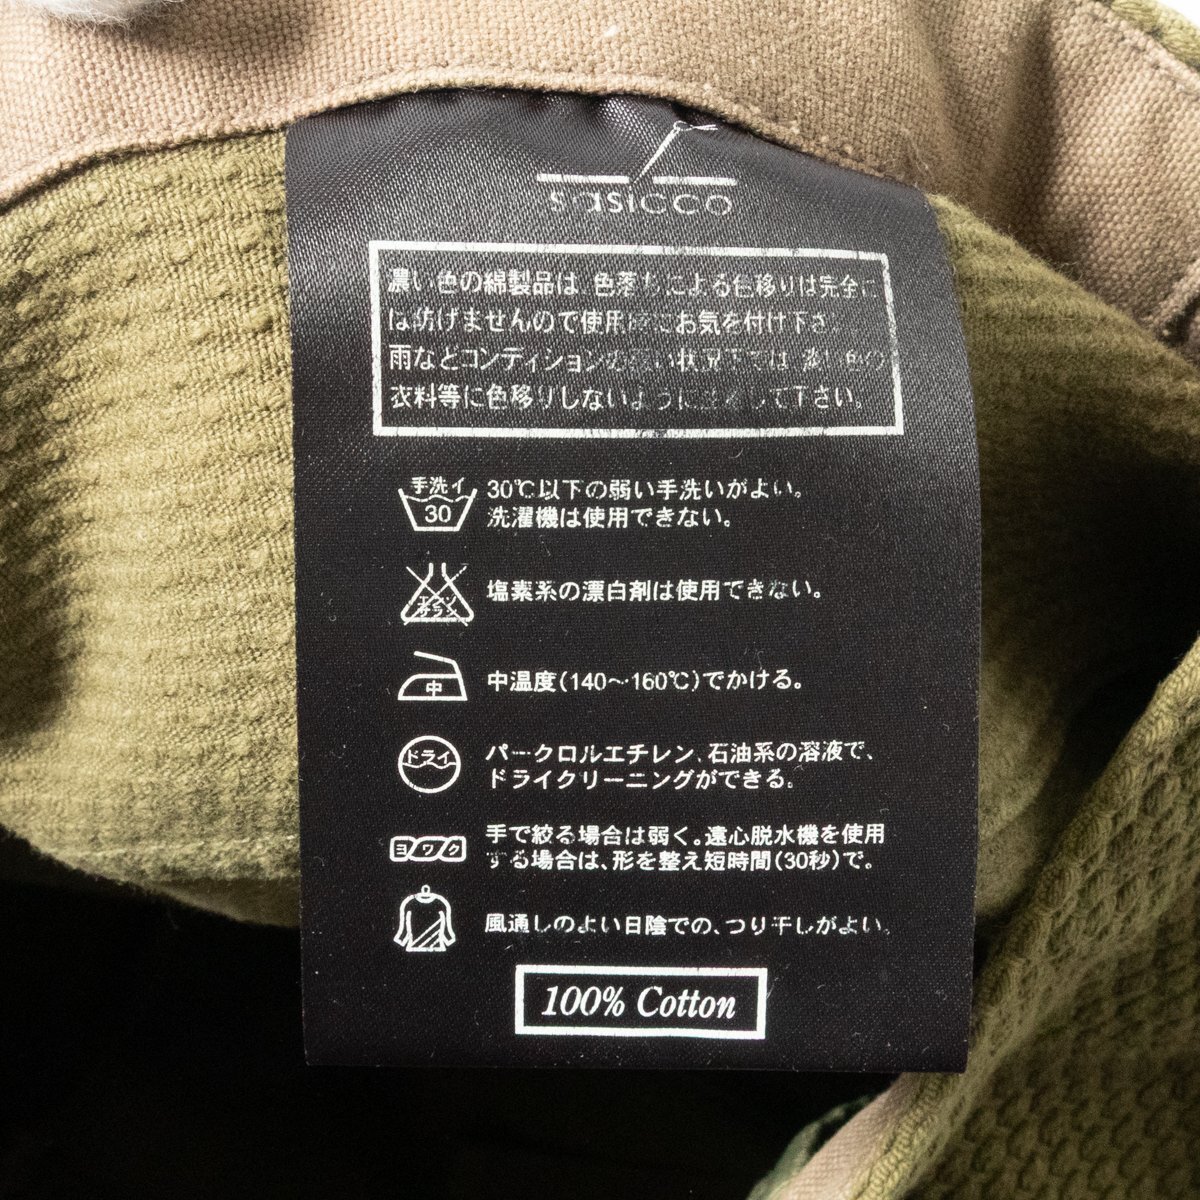 sasicco
濃い色の綿製品は、色落ちによる色移りは完全に
は防げませんので使用時にお気を付け下さ
雨などコンディションの悪い状況下では
衣料等に色移りしないように注意して下さい。
手洗イ
30
30℃以下の弱い手洗いがよい。
洗濯機は使用できない。
エンソ
サラシ
塩素系の漂白剤は使用できない。
中
中温度(140〜160℃)でかける。
ドライ
パークロルエチレン、石油系の溶液で、
ドライクリーニングができる。
ヨワク
手で絞る場合は弱く。遠心脱水機を使用
する場合は、形を整え短時間(30秒)で。
風通しのよい日陰での、つり干しがよい。
100% Cotton